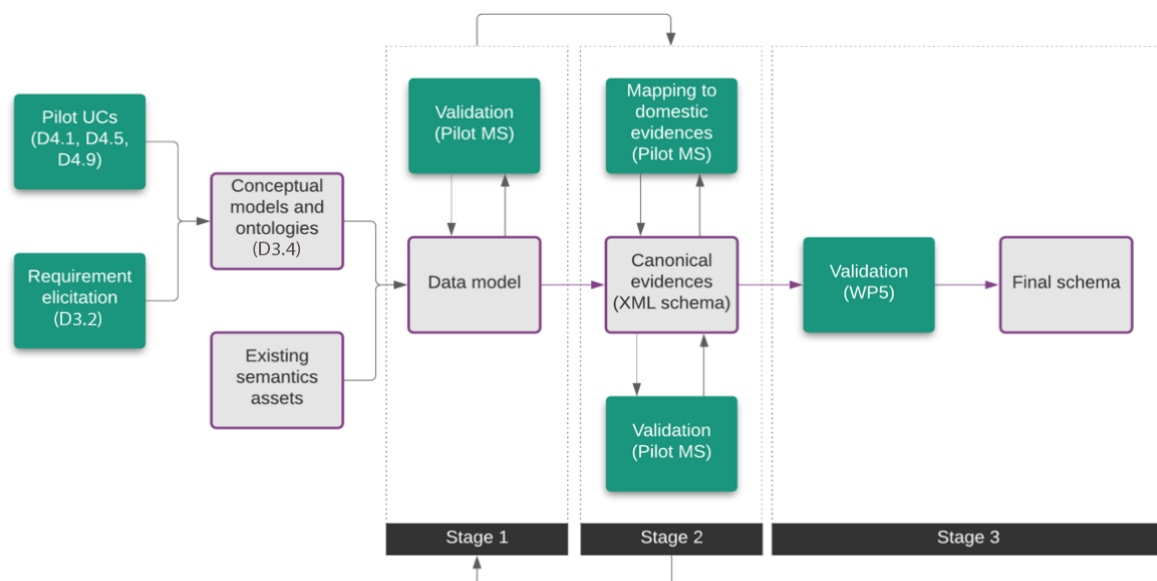 Pilot UCs
(D4.1, D4.5,
D4.9)
Requirement
elicitation
(D3.2)
Conceptual
models and
ontologies
(D3.4)
Existing
semantics
assets
Validation
(Pilot MS)
Data model
Stage 1
Mapping to
domestic
evidences
(Pilot MS)
Canonical
evidences
(XML schema)
Validation
(Pilot MS)
Stage 2
Validation
(WP5)
Final schema
Stage 3